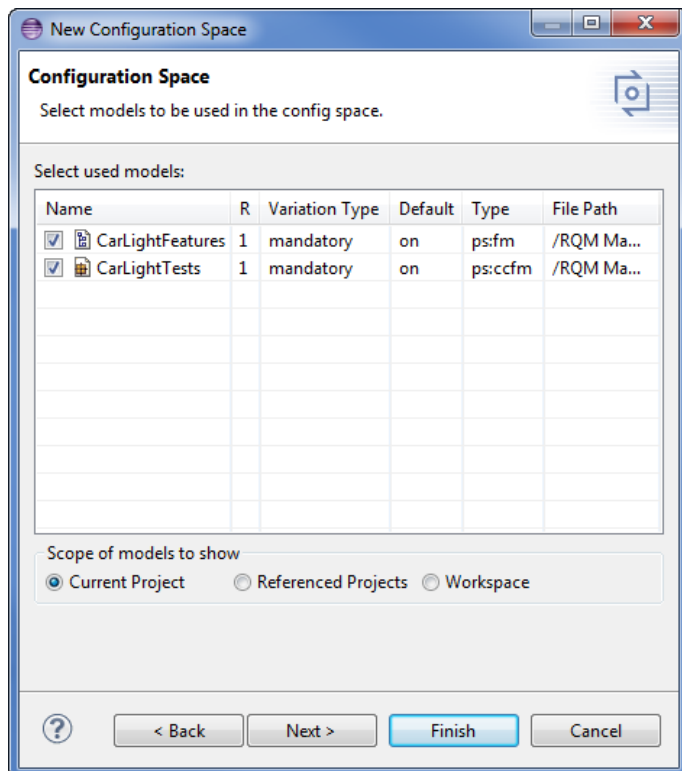 New Configuration Space
Configuration Space
Select models to be used in the config space.
Select used models:
Name R Variation Type Default Type File Path
CarLightFeatures 1 mandatory on ps:fm /RQM Ma...
CarLightTests 1 mandatory on ps:ccfm /RQM Ma...
Scope of models to show
Current Project Referenced Projects Workspace
? < Back Next > Finish Cancel